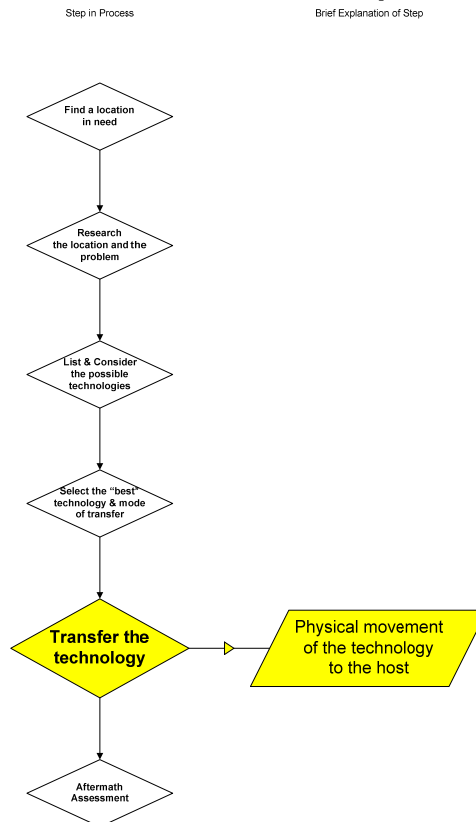 Step in Process
Brief Explanation of Step
Find a location
in need
Research
the location and the
problem
List & Consider
the possible
technologies
Select the "best"
technology & mode
of transfer
Transfer the
technology
Physical movement
of the technology
to the host
Aftermath
Assessment